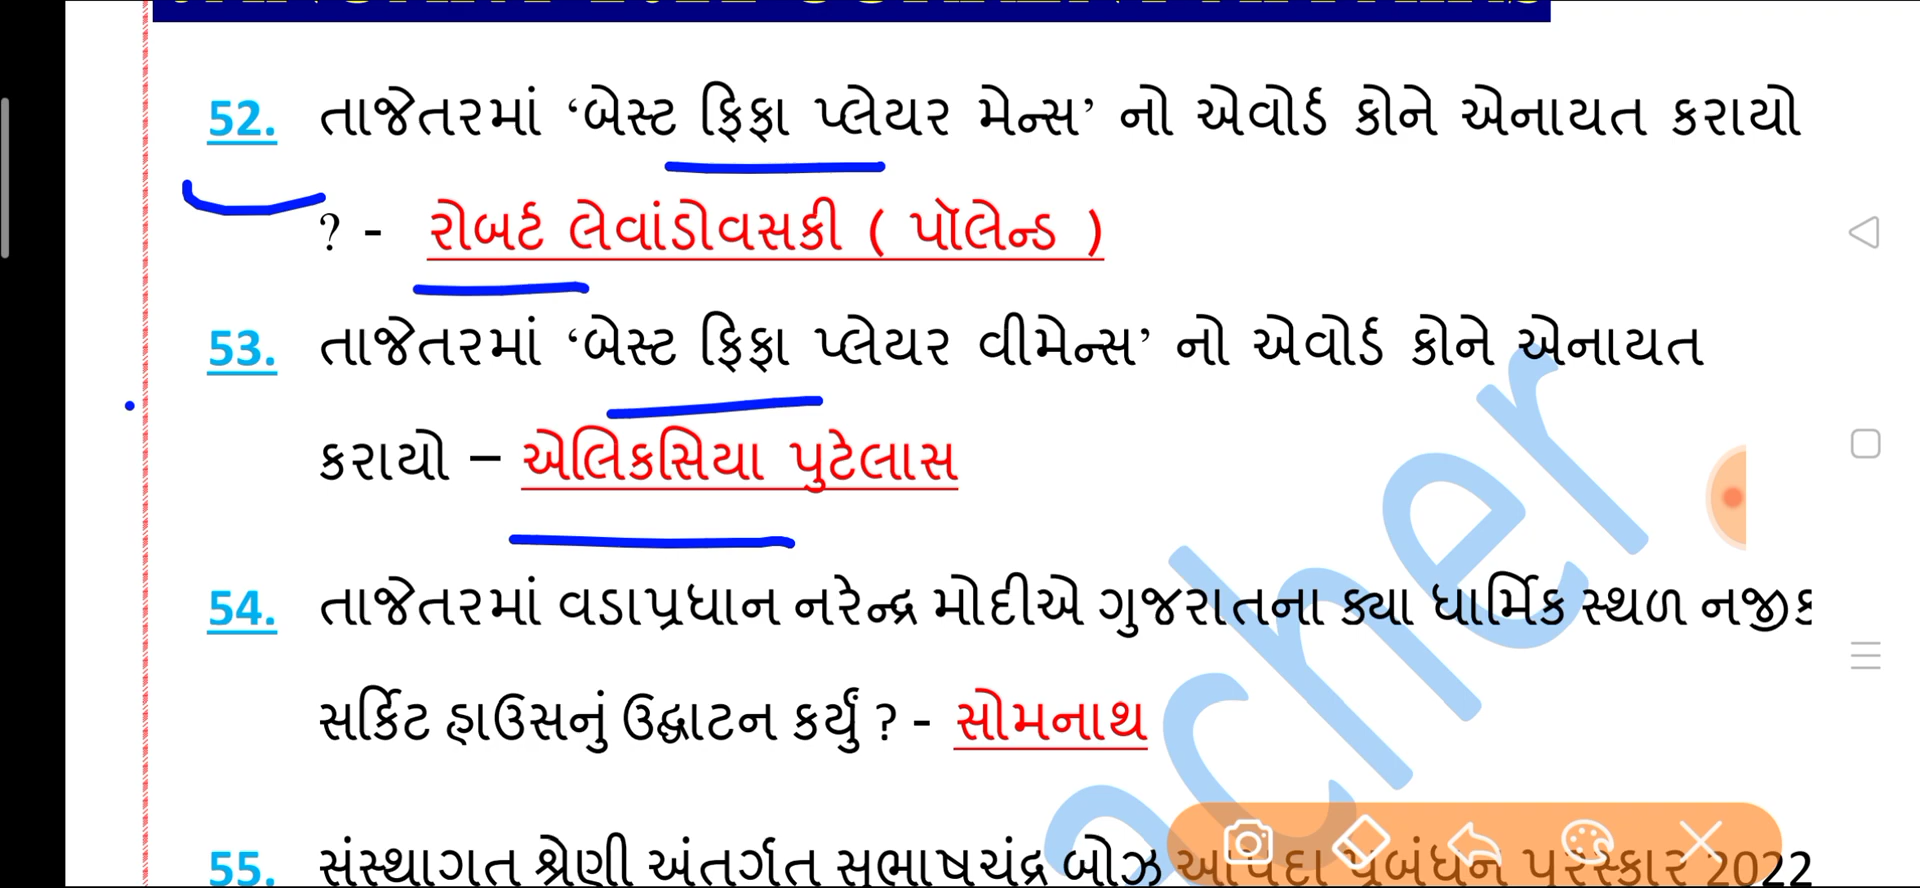 52. તાજેતરમાં ‘બેસ્ટ ફિફા પ્લેયર મેન્સ’ નો એવોર્ડ કોને એનાયત કરાયો
? - રોબર્ટ લેવાંડોવસકી ( પૉલેન્ડ )
53. તાજેતરમાં ‘બેસ્ટ ફિફા પ્લેયર વીમેન્સ’ નો એવોર્ડ કોને એનાયત
કરાયો – એલિકસિયા પુટેલાસ
54. તાજેતરમાં વડાપ્રધાન નરેન્દ્ર મોદીએ ગુજરાતના ક્યા ધાર્મિક સ્થળ નજીક
સર્કિટ હાઉસનું ઉદ્ઘાટન કર્યું ? - સોમનાથ
55. સંસ્થાગત શ્રેણી અંતર્ગત સુભાષચંદ્ર બોઝ આપદા પ્રબંધન પુરસ્કાર 2022
acher